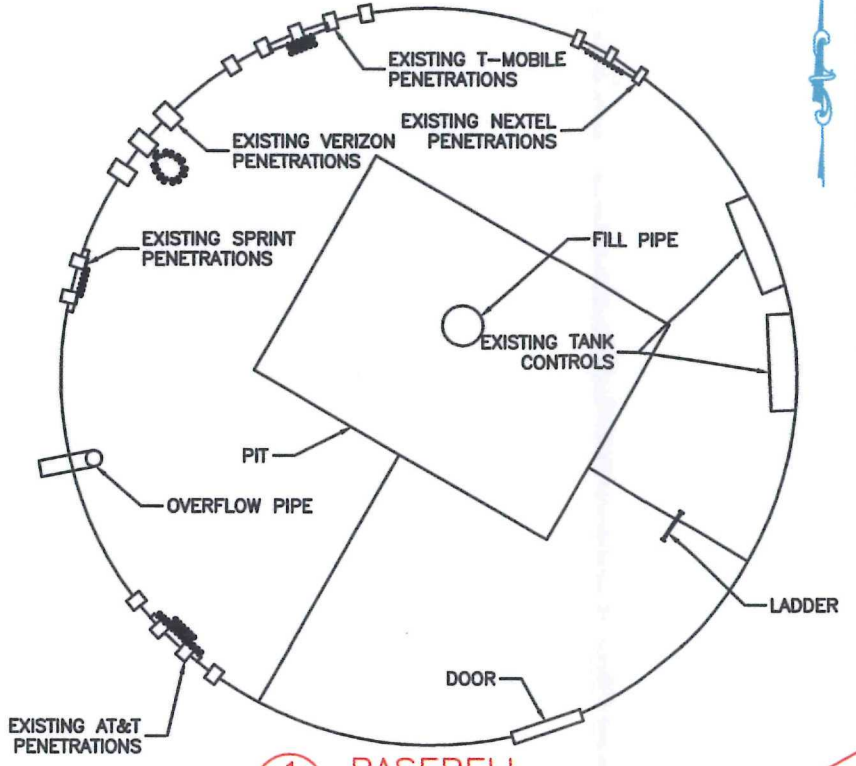 EXISTING T-MOBILE
PENETRATIONS
EXISTING NEXTEL
PENETRATIONS
EXISTING VERIZON
PENETRATIONS
EXISTING SPRINT
PENETRATIONS
FILL PIPE
EXISTING TANK
CONTROLS
PIT
OVERFLOW PIPE
LADDER
DOOR
EXISTING AT&T
PENETRATIONS
1